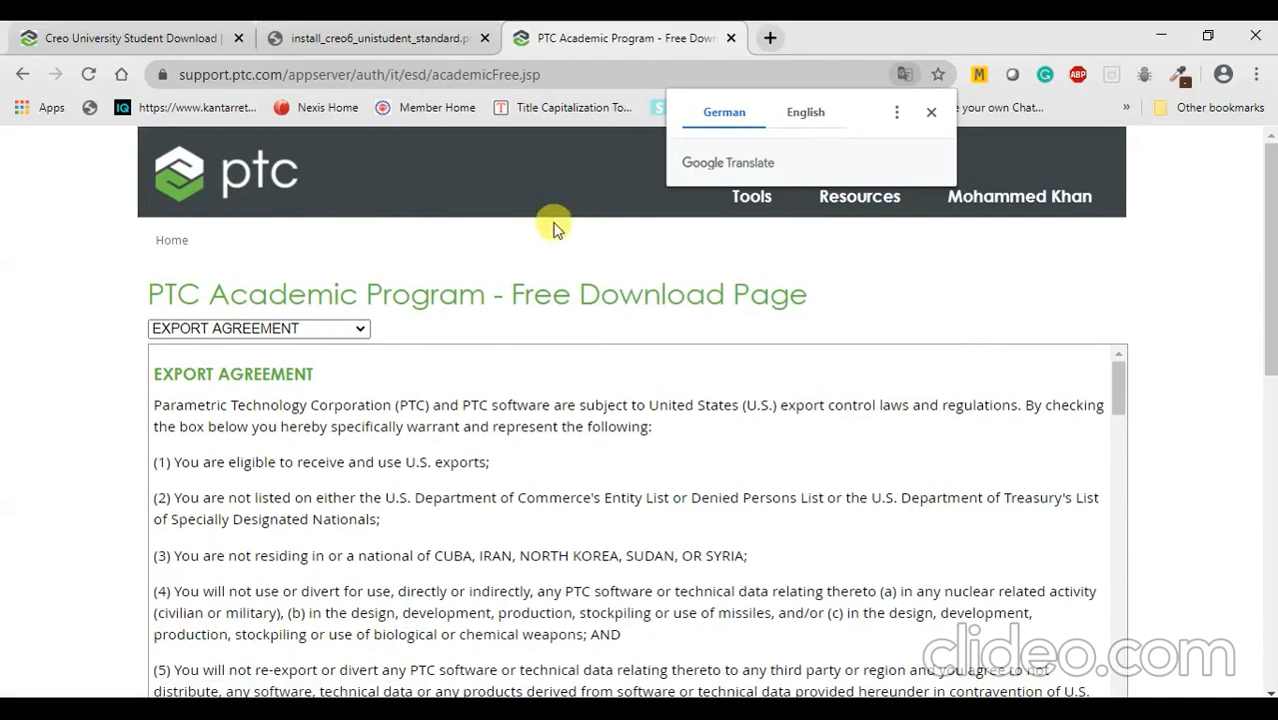 Creo University Student Download |
install_creo6_unistudent_standard.p
PTC Academic Program - Free Down
support.ptc.com/appserver/auth/it/esd/academicFree.jsp
M
G
ABP
Apps
IQ
https://www.kantarret...
Nexis Home
Member Home
T
Title Capitalization To...
S
e your own Chat...
»
Other bookmarks
German
English
Google Translate
ptc
Tools
Resources
Mohammed Khan
Home
PTC Academic Program - Free Download Page
EXPORT AGREEMENT
EXPORT AGREEMENT
Parametric Technology Corporation (PTC) and PTC software are subject to United States (U.S.) export control laws and regulations. By checking
the box below you hereby specifically warrant and represent the following:
(1) You are eligible to receive and use U.S. exports;
(2) You are not listed on either the U.S. Department of Commerce's Entity List or Denied Persons List or the U.S. Department of Treasury's List
of Specially Designated Nationals;
(3) You are not residing in or a national of CUBA, IRAN, NORTH KOREA, SUDAN, OR SYRIA;
(4) You will not use or divert for use, directly or indirectly, any PTC software or technical data relating thereto (a) in any nuclear related activity
(civilian or military), (b) in the design, development, production, stockpiling or use of missiles, and/or (c) in the design, development,
production, stockpiling or use of biological or chemical weapons; AND
(5) You will not re-export or divert any PTC software or technical data relating thereto to any third party or region and you agree to not
distribute, any software, technical data or any products derived from software or technical data provided hereunder in contravention of U.S.
clideo.com